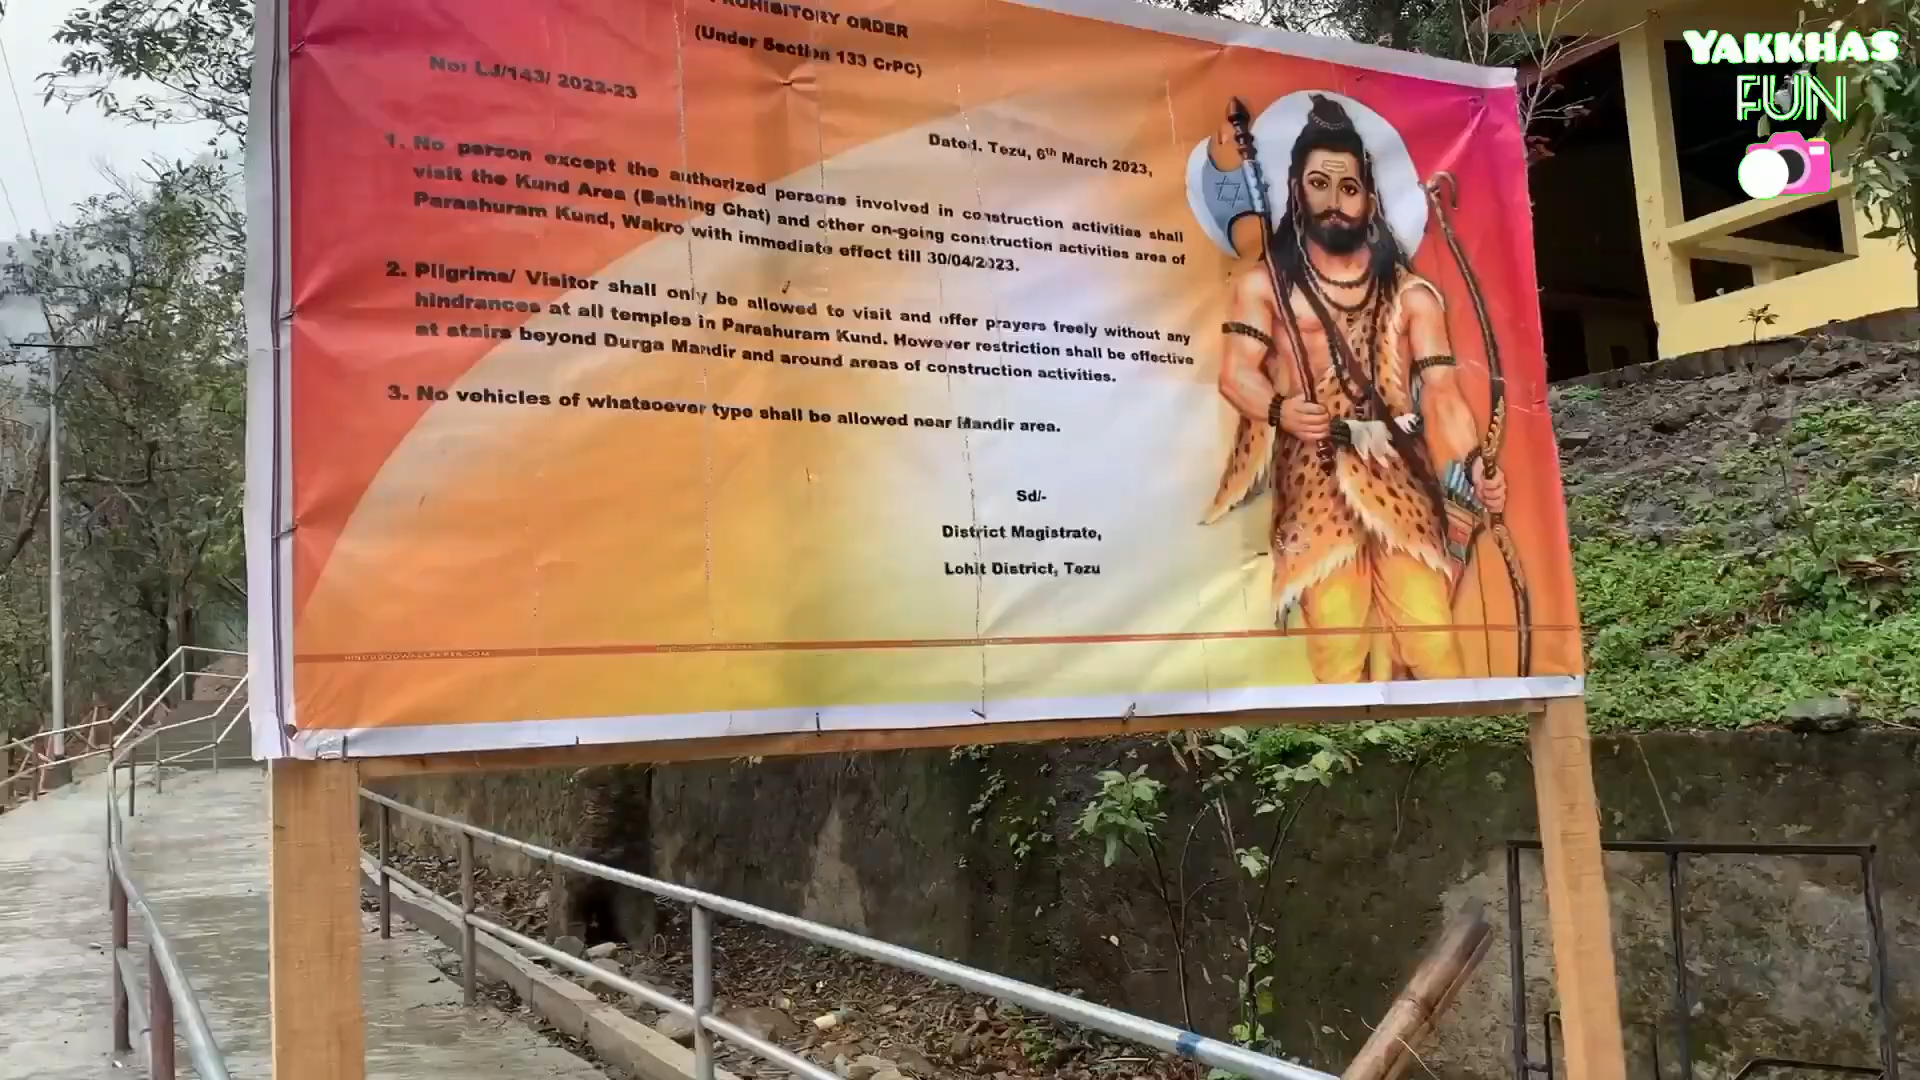 PROHIBITORY ORDER
(Under Section 133 CrPC)
No: LJ/143/ 2022-23
Dated. Tezu, 6th March 2023,
1. No person except the authorized persons involved in construction activities shall
visit the Kund Area (Bathing Ghat) and other on-going construction activities area of
Parashuram Kund, Wakro with immediate effect till 30/04/2023.
2. Pilgrims/ Visitor shall only be allowed to visit and offer prayers freely without any
hindrances at all temples in Parashuram Kund. However restriction shall be effective
at stairs beyond Durga Mandir and around areas of construction activities.
3. No vehicles of whatsoever type shall be allowed near Mandir area.
Sd/-
District Magistrate,
Lohit District, Tezu
YAKKHAS
FUN